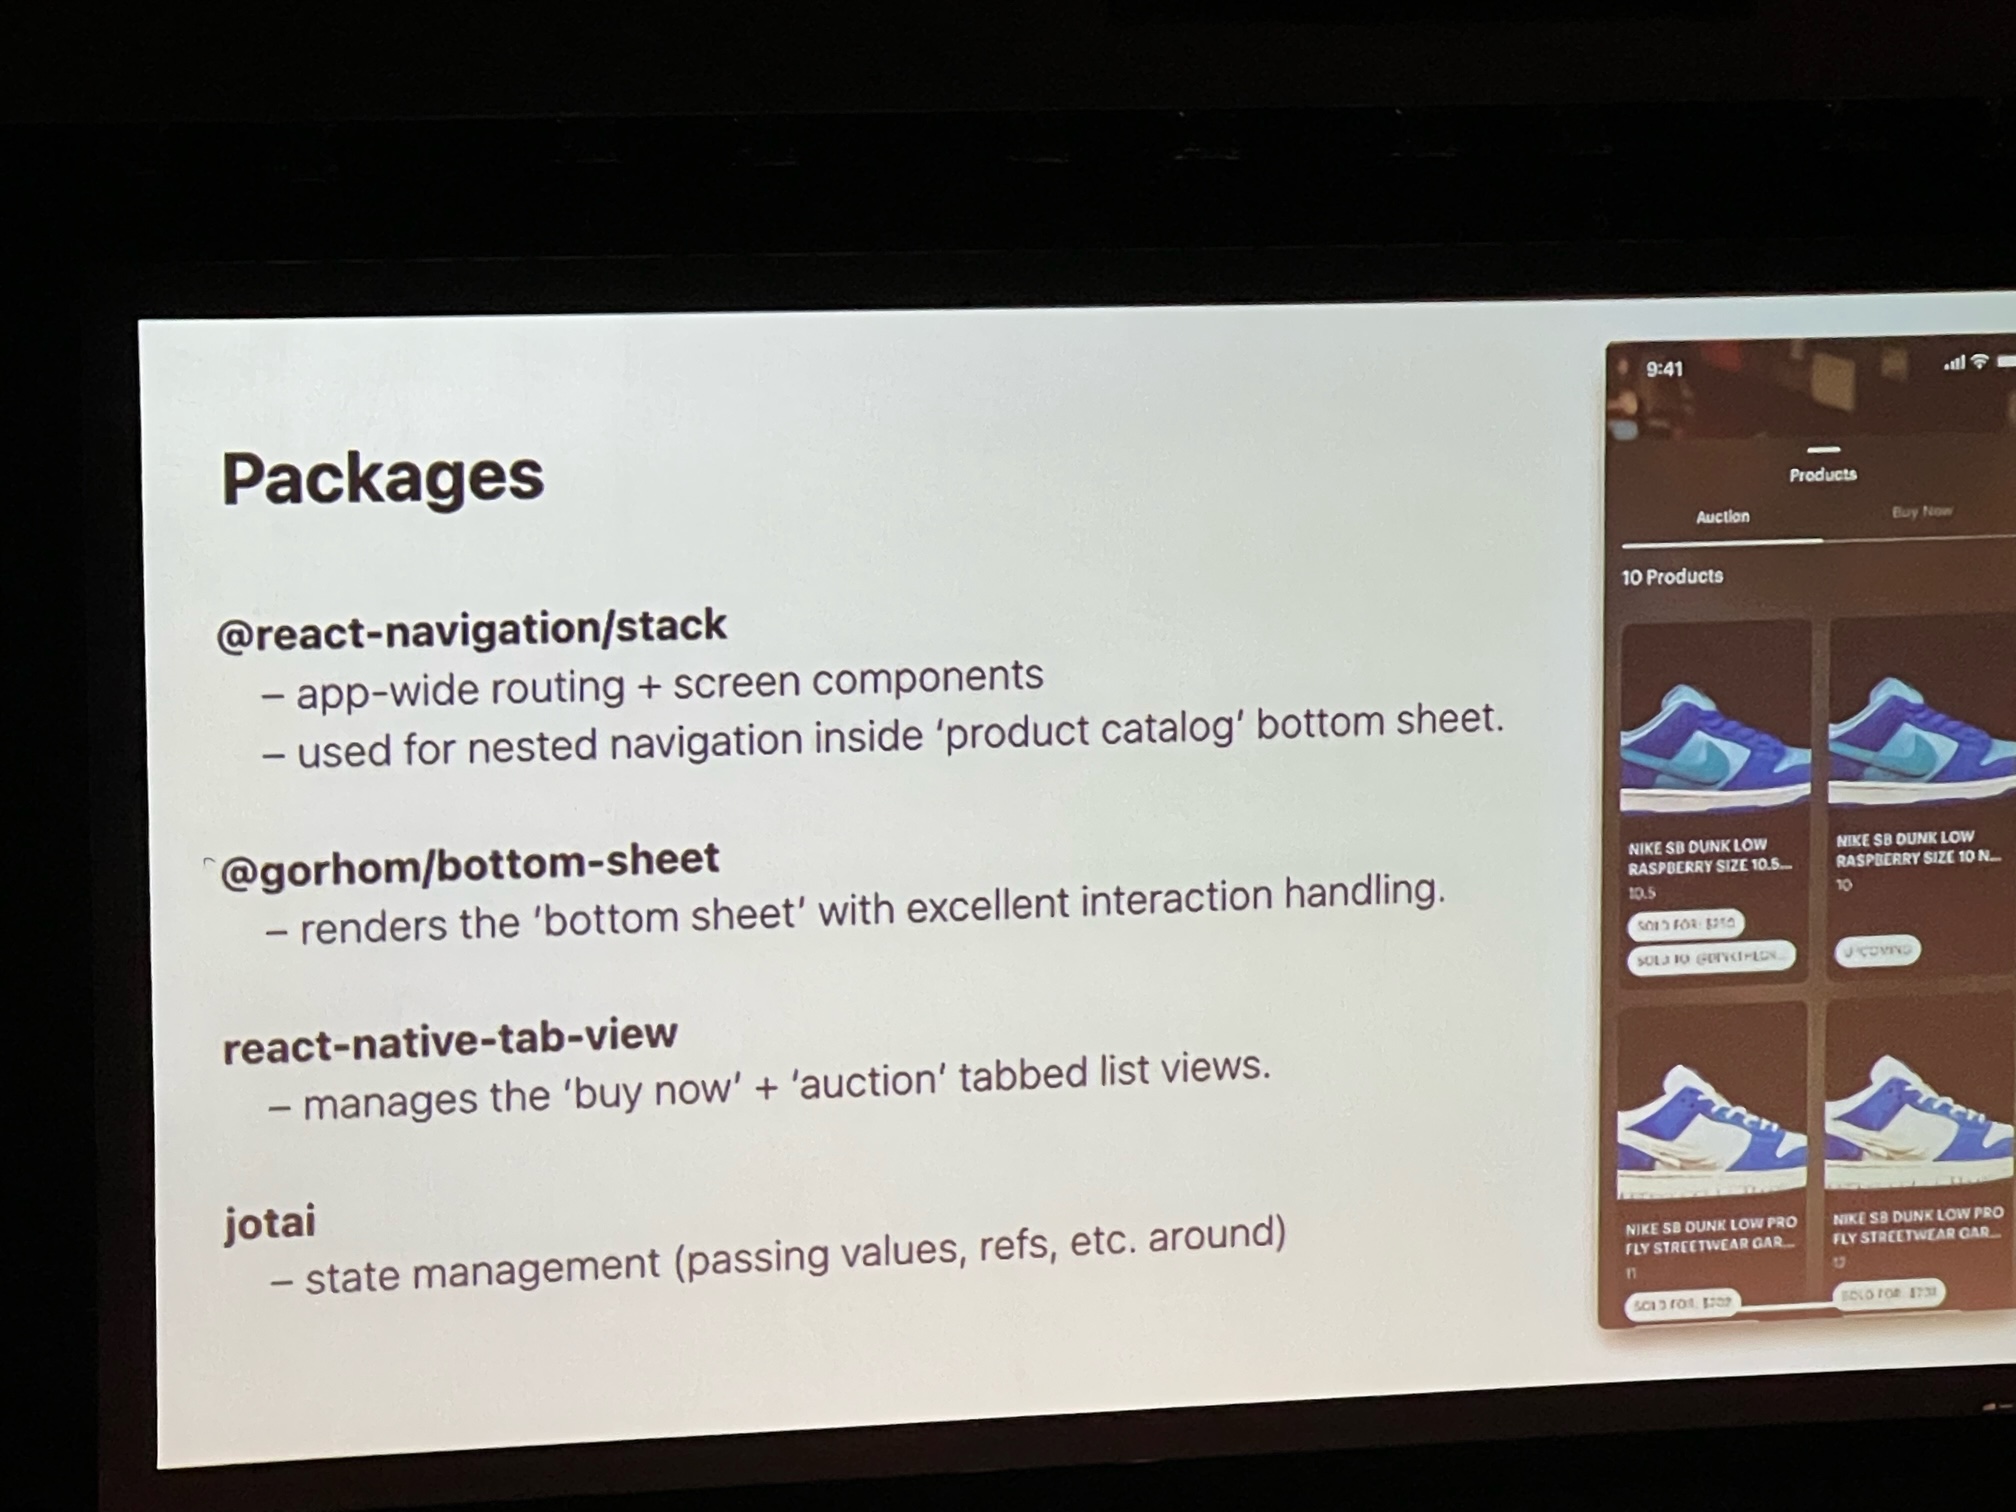 Packages
@react-navigation/stack
– app-wide routing + screen components
– used for nested navigation inside ‘product catalog’ bottom sheet.
@gorhom/bottom-sheet
– renders the ‘bottom sheet’ with excellent interaction handling.
react-native-tab-view
– manages the ‘buy now’ + ‘auction’ tabbed list views.
jotai
– state management (passing values, refs, etc. around)
9:41
Products
Auction Buy Now
10 Products
NIKE SB DUNK LOW
RASPBERRY SIZE 10.5...
10.5
SOLD FOR:
SOLD TO:
NIKE SB DUNK LOW
RASPBERRY SIZE 10 N...
10
UPCOMING
NIKE SB DUNK LOW PRO
FLY STREETWEAR GAR...
11
SOLD FOR:
NIKE SB DUNK LOW PRO
FLY STREETWEAR GAR...
SOLD FOR: